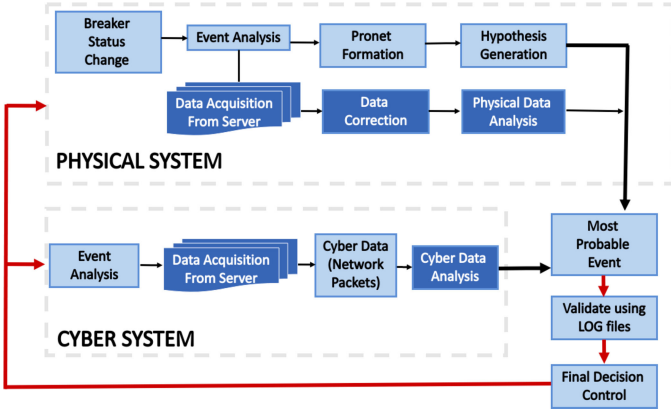 Breaker
Status
Change
Event Analysis
Pronet
Formation
Hypothesis
Generation
Data Acquisition
From Server
Data
Correction
Physical Data
Analysis
PHYSICAL SYSTEM
Event
Analysis
Data Acquisition
From Server
Cyber Data
(Network
Packets)
Cyber Data
Analysis
Most
Probable
Event
CYBER SYSTEM
Validate using
LOG files
Final Decision
Control